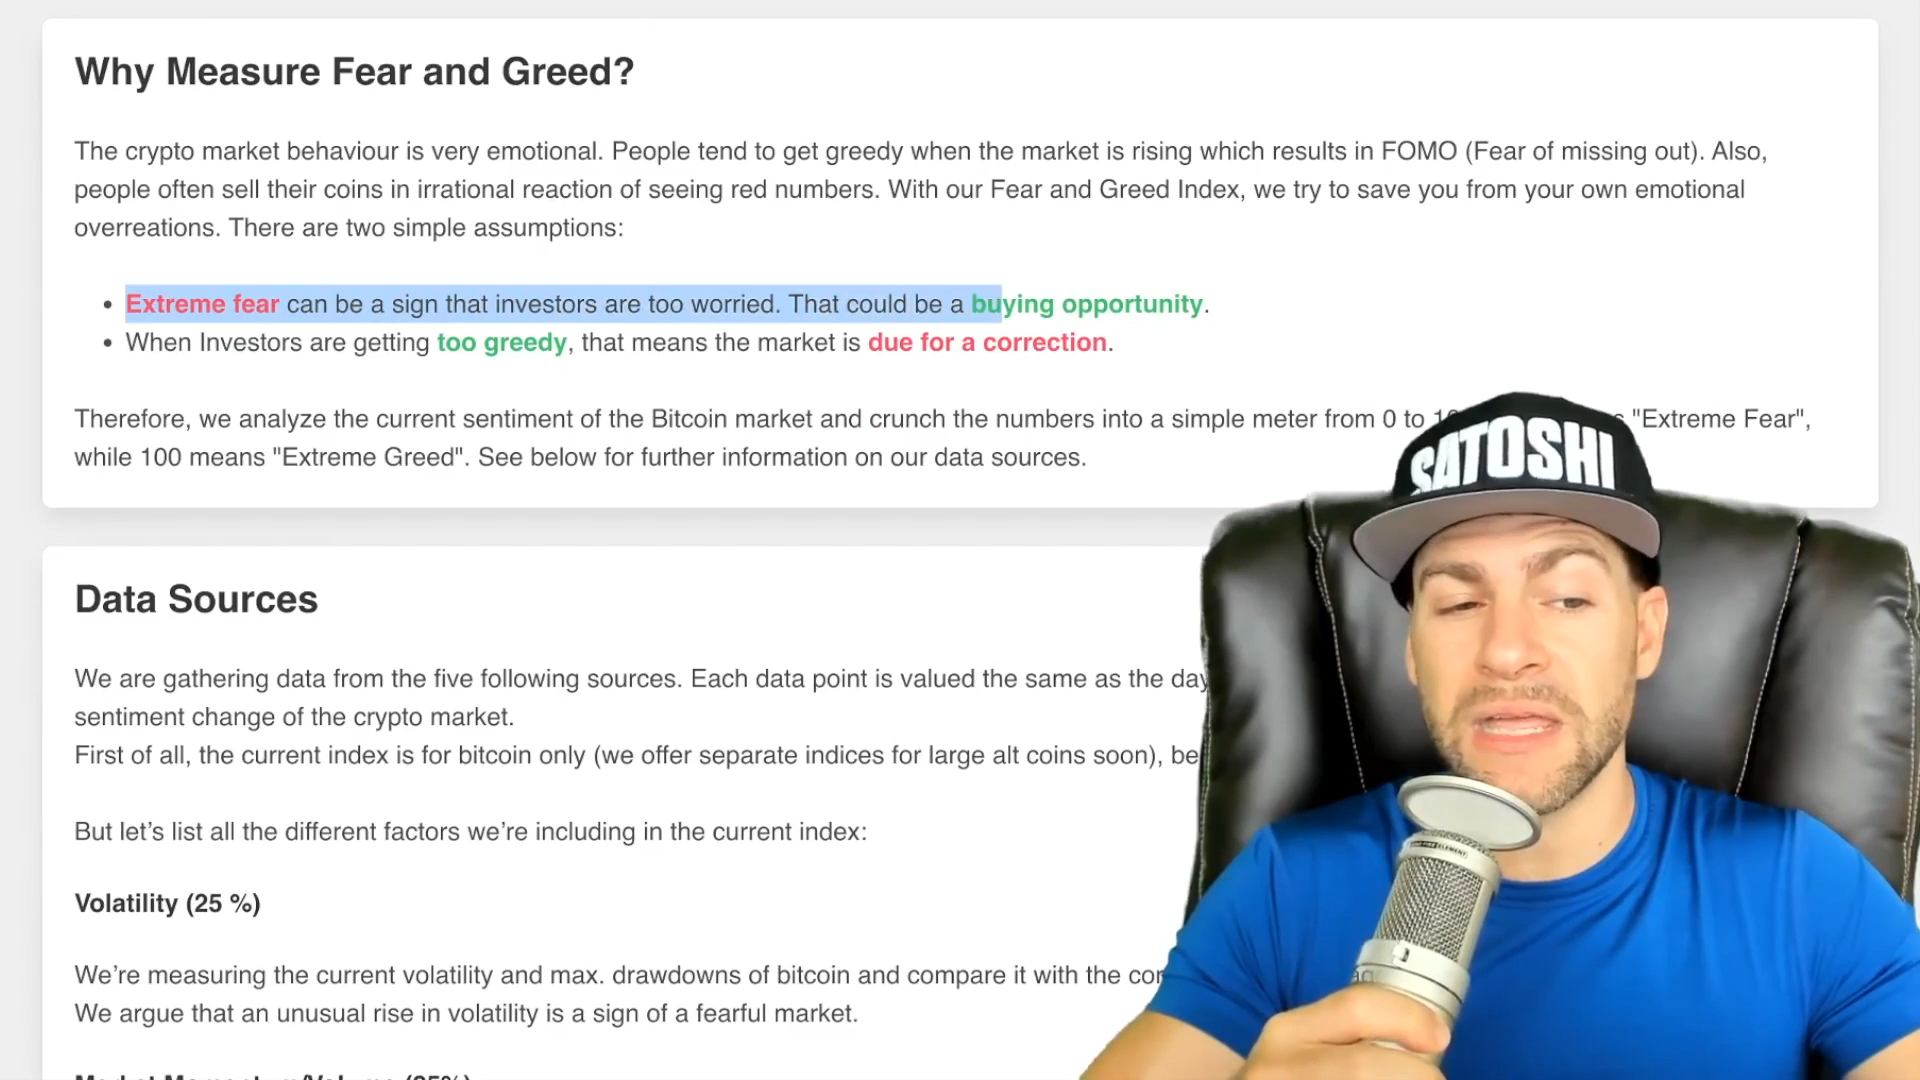 Why Measure Fear and Greed?
The crypto market behaviour is very emotional. People tend to get greedy when the market is rising which results in FOMO (Fear of missing out). Also,
people often sell their coins in irrational reaction of seeing red numbers. With our Fear and Greed Index, we try to save you from your own emotional
overreations. There are two simple assumptions:
• Extreme fear can be a sign that investors are too worried. That could be a buying opportunity.
• When Investors are getting too greedy, that means the market is due for a correction.
Therefore, we analyze the current sentiment of the Bitcoin market and crunch the numbers into a simple meter from 0 to "Extreme Fear",
while 100 means "Extreme Greed". See below for further information on our data sources.
SATOSHI
Data Sources
We are gathering data from the five following sources. Each data point is valued the same as the day
sentiment change of the crypto market.
First of all, the current index is for bitcoin only (we offer separate indices for large alt coins soon), be
But let’s list all the different factors we’re including in the current index:
Volatility (25 %)
We’re measuring the current volatility and max. drawdowns of bitcoin and compare it with the
We argue that an unusual rise in volatility is a sign of a fearful market.
Market Momentum/Volume (25%)